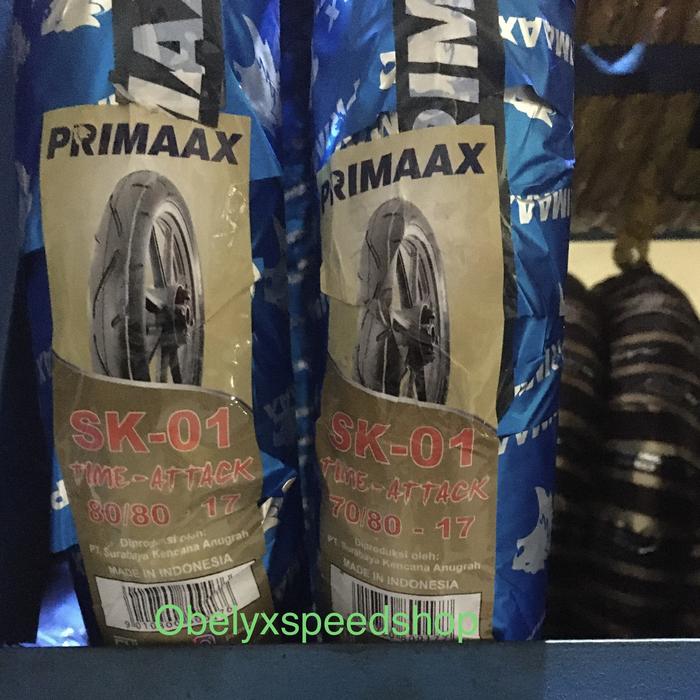 PRIMAAX
SK-01
TIME-ATTACK
80/80 17
Diproduksi oleh:
PT. Surabaya Kencana Anugrah
MADE IN INDONESIA
PRIMAAX
SK-01
TIME-ATTACK
70/80 - 17
Diproduksi oleh:
PT. Surabaya Kencana Anugrah
MADE IN INDONESIA
Obelyxspeedshop